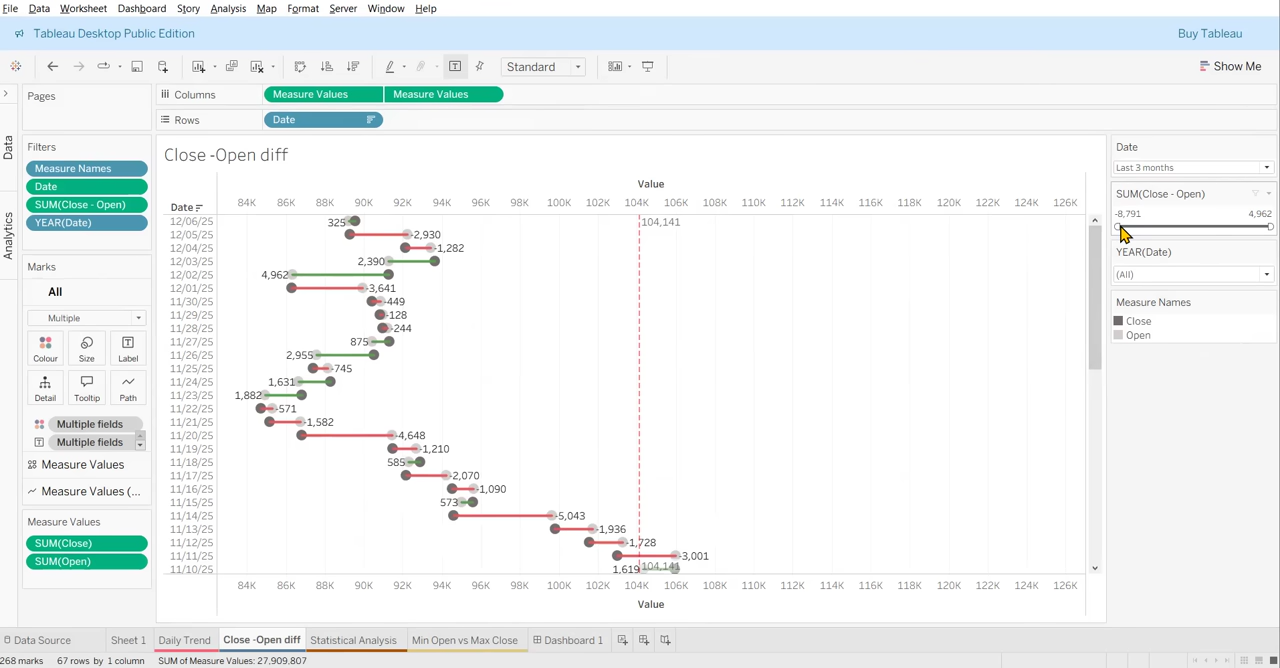 File Data Worksheet Dashboard Story Analysis Map Format Server Window Help
Tableau Desktop Public Edition Buy Tableau
Standard Show Me
Pages
Columns Measure Values Measure Values
Rows Date
Data
Analytics
Filters
Measure Names
Date
SUM(Close - Open)
YEAR(Date)
Marks
All
Multiple
Colour Size Label
Detail Tooltip Path
Multiple fields
Multiple fields
Measure Values
Measure Values (...
Measure Values
SUM(Close)
SUM(Open)
Close -Open diff
Value
Date
84K 86K 88K 90K 92K 94K 96K 98K 100K 102K 104K 106K 108K 110K 112K 114K 116K 118K 120K 122K 124K 126K
12/06/25 325 104,141
12/05/25 -2,930
12/04/25 -1,282
12/03/25 2,390
12/02/25 4,962
12/01/25 -3,641
11/30/25 -449
11/29/25 -128
11/28/25 -244
11/27/25 875
11/26/25 2,955
11/25/25 -745
11/24/25 1,631
11/23/25 1,882
11/22/25 -571
11/21/25 -1,582
11/20/25 -4,648
11/19/25 -1,210
11/18/25 585
11/17/25 -2,070
11/16/25 -1,090
11/15/25 573
11/14/25 -5,043
11/13/25 -1,936
11/12/25 -1,728
11/11/25 -3,001
11/10/25 1,619 104,141
84K 86K 88K 90K 92K 94K 96K 98K 100K 102K 104K 106K 108K 110K 112K 114K 116K 118K 120K 122K 124K 126K
Value
Date
Last 3 months
SUM(Close - Open)
-8,791 4,962
YEAR(Date)
(All)
Measure Names
Close
Open
Data Source Sheet 1 Daily Trend Close -Open diff Statistical Analysis Min Open vs Max Close Dashboard 1
268 marks 67 rows by 1 column SUM of Measure Values: 27,909.807